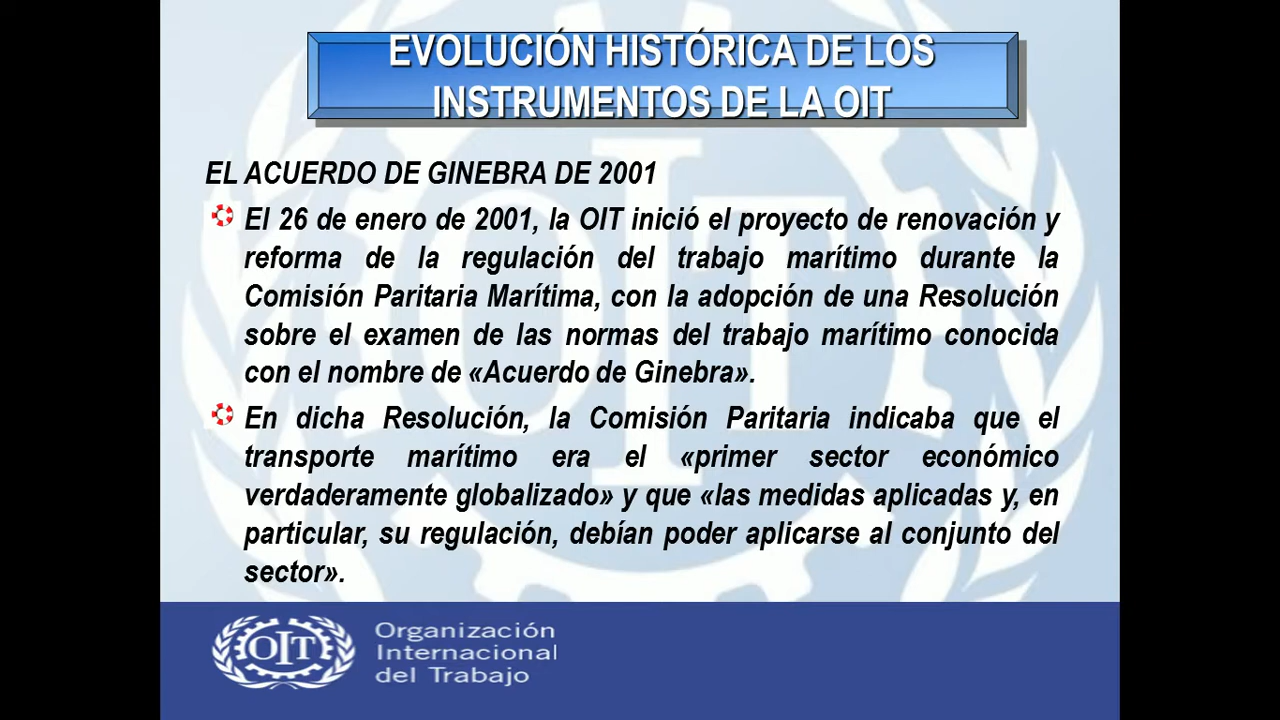 EVOLUCIÓN HISTÓRICA DE LOS
INSTRUMENTOS DE LA OIT
EL ACUERDO DE GINEBRA DE 2001
El 26 de enero de 2001, la OIT inició el proyecto de renovación y
reforma de la regulación del trabajo marítimo durante la
Comisión Paritaria Marítima, con la adopción de una Resolución
sobre el examen de las normas del trabajo marítimo conocida
con el nombre de «Acuerdo de Ginebra».
En dicha Resolución, la Comisión Paritaria indicaba que el
transporte marítimo era el «primer sector económico
verdaderamente globalizado» y que «las medidas aplicadas y, en
particular, su regulación, debían poder aplicarse al conjunto del
sector».
OIT
Organización
Internacional
del Trabajo